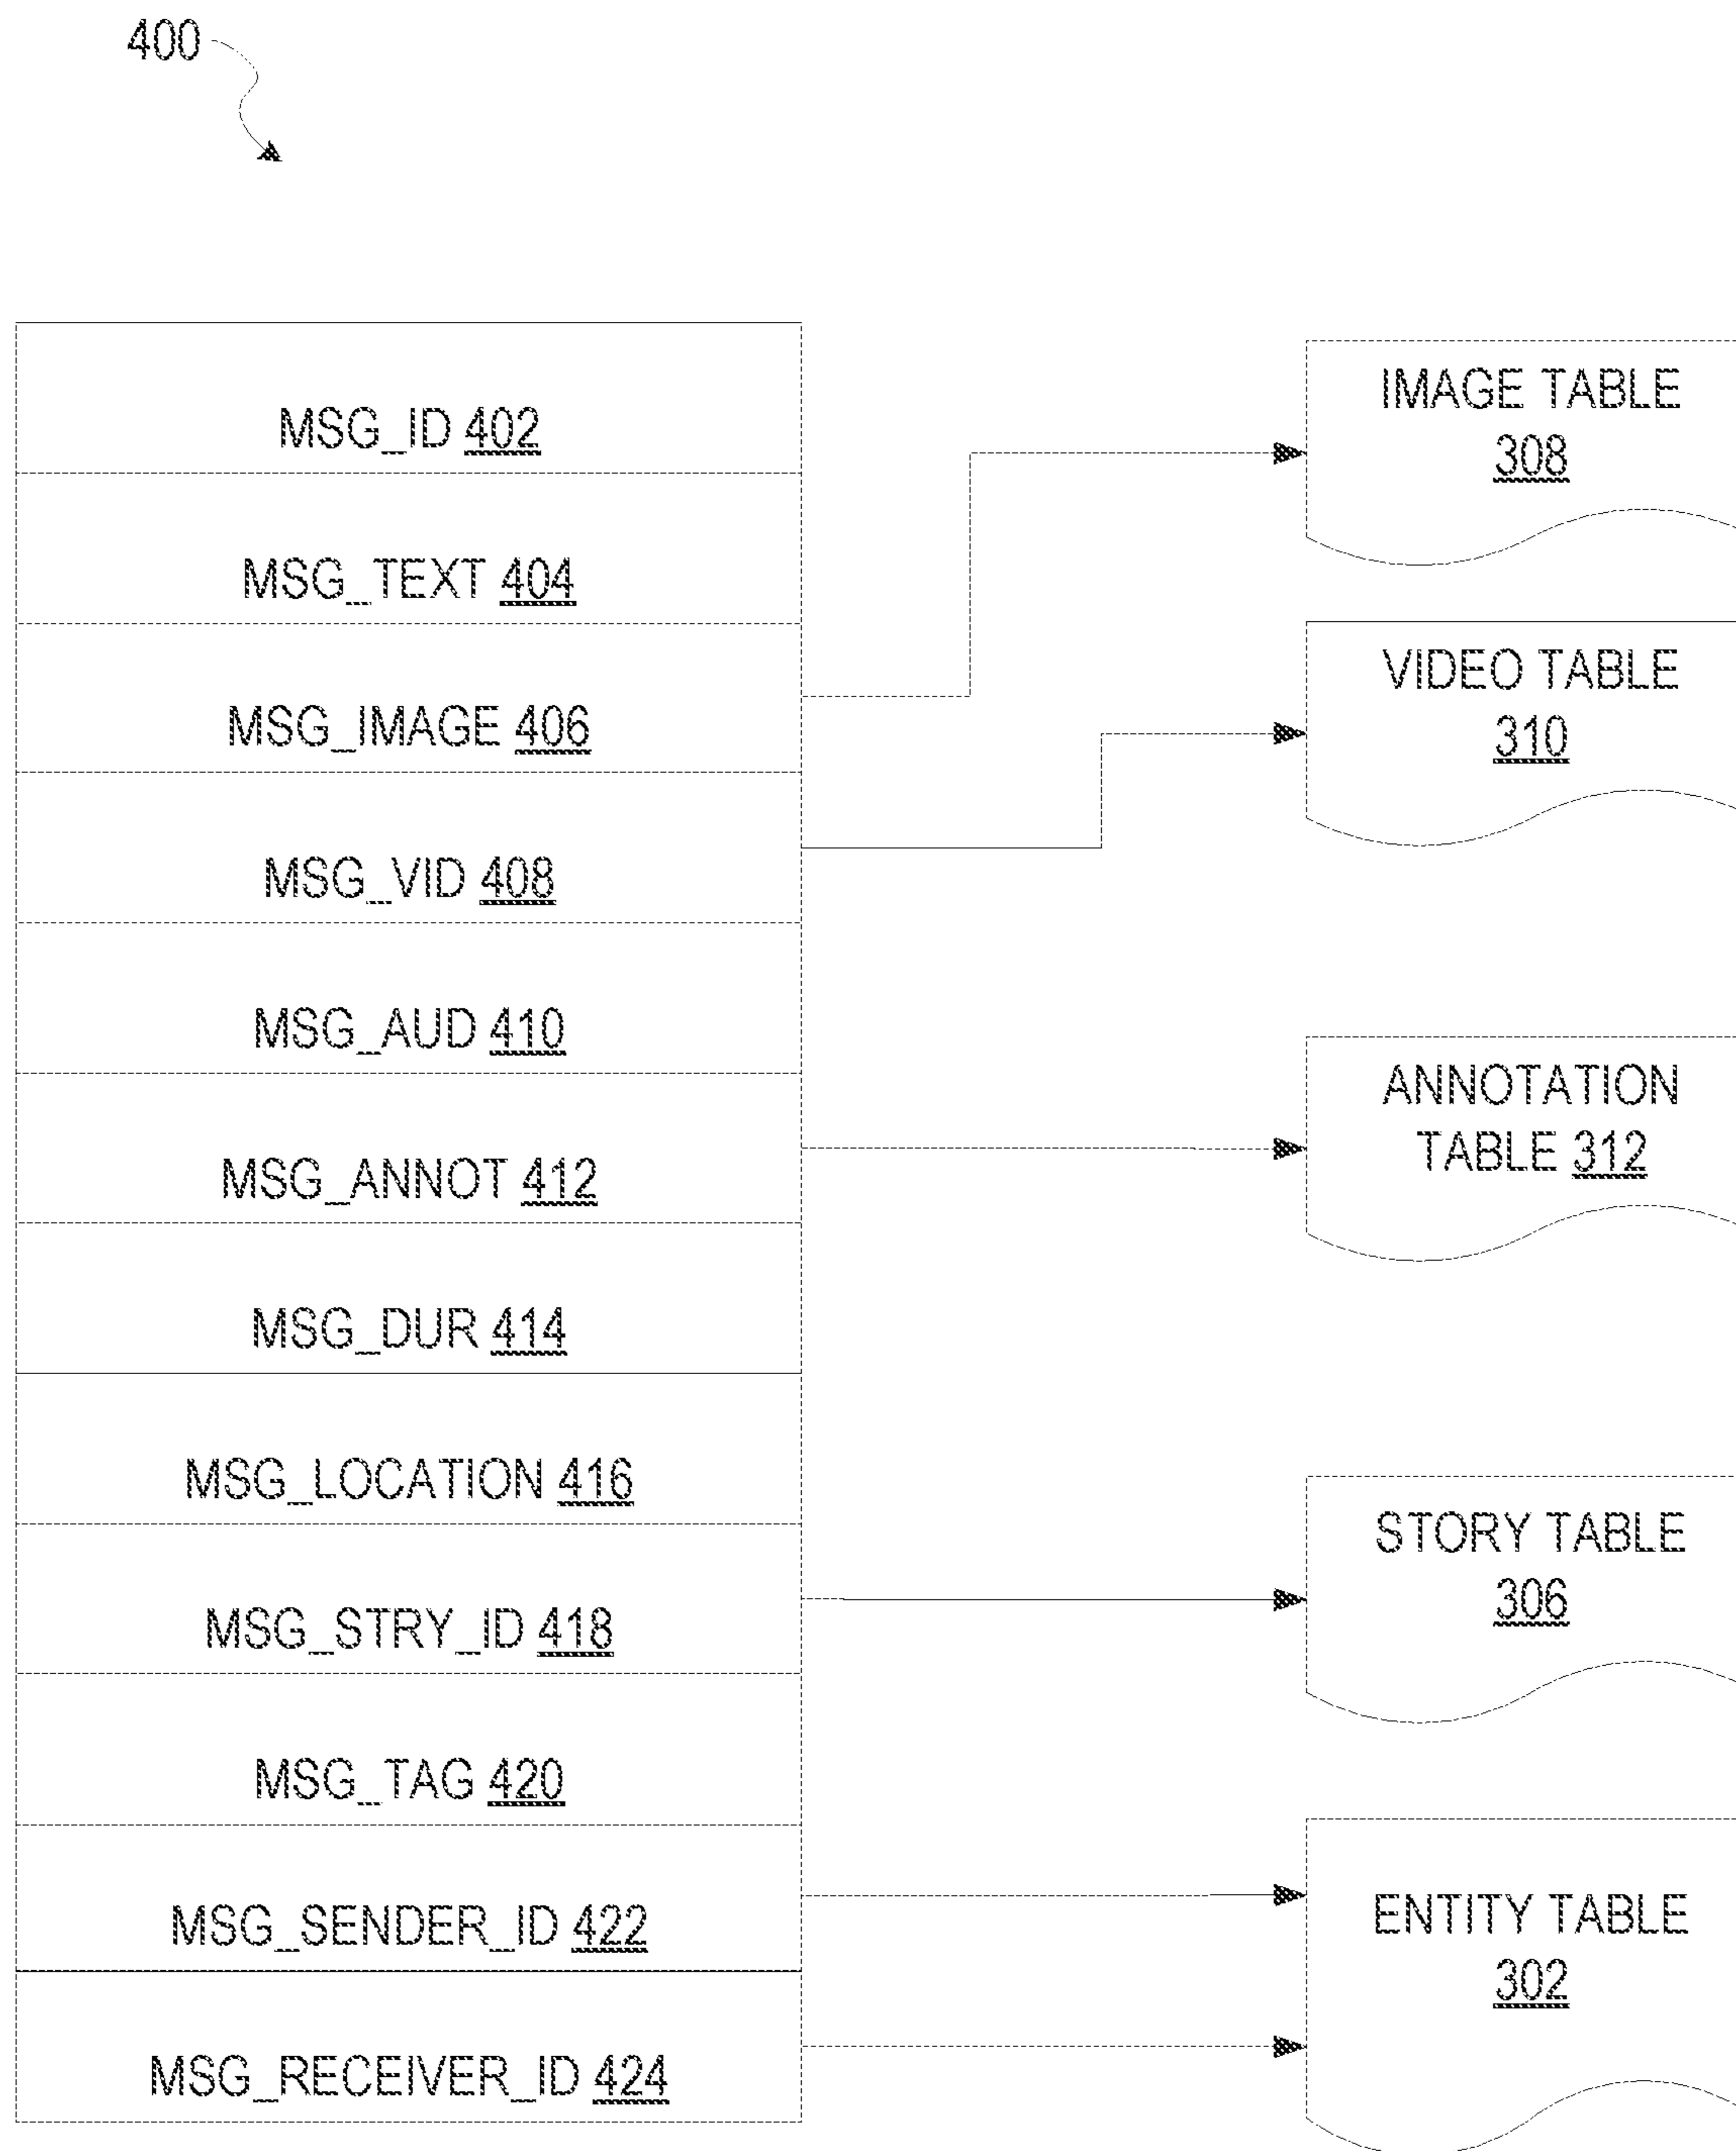 400
MSG_ID 402
MSG_TEXT 404
MSG_IMAGE 406
MSG_VID 408
MSG_AUD 410
MSG_ANNOT 412
MSG_DUR 414
MSG_LOCATION 416
MSG_STRY_ID 418
MSG_TAG 420
MSG_SENDER_ID 422
MSG_RECEIVER_ID 424
IMAGE TABLE
308
VIDEO TABLE
310
ANNOTATION
TABLE 312
STORY TABLE
306
ENTITY TABLE
302